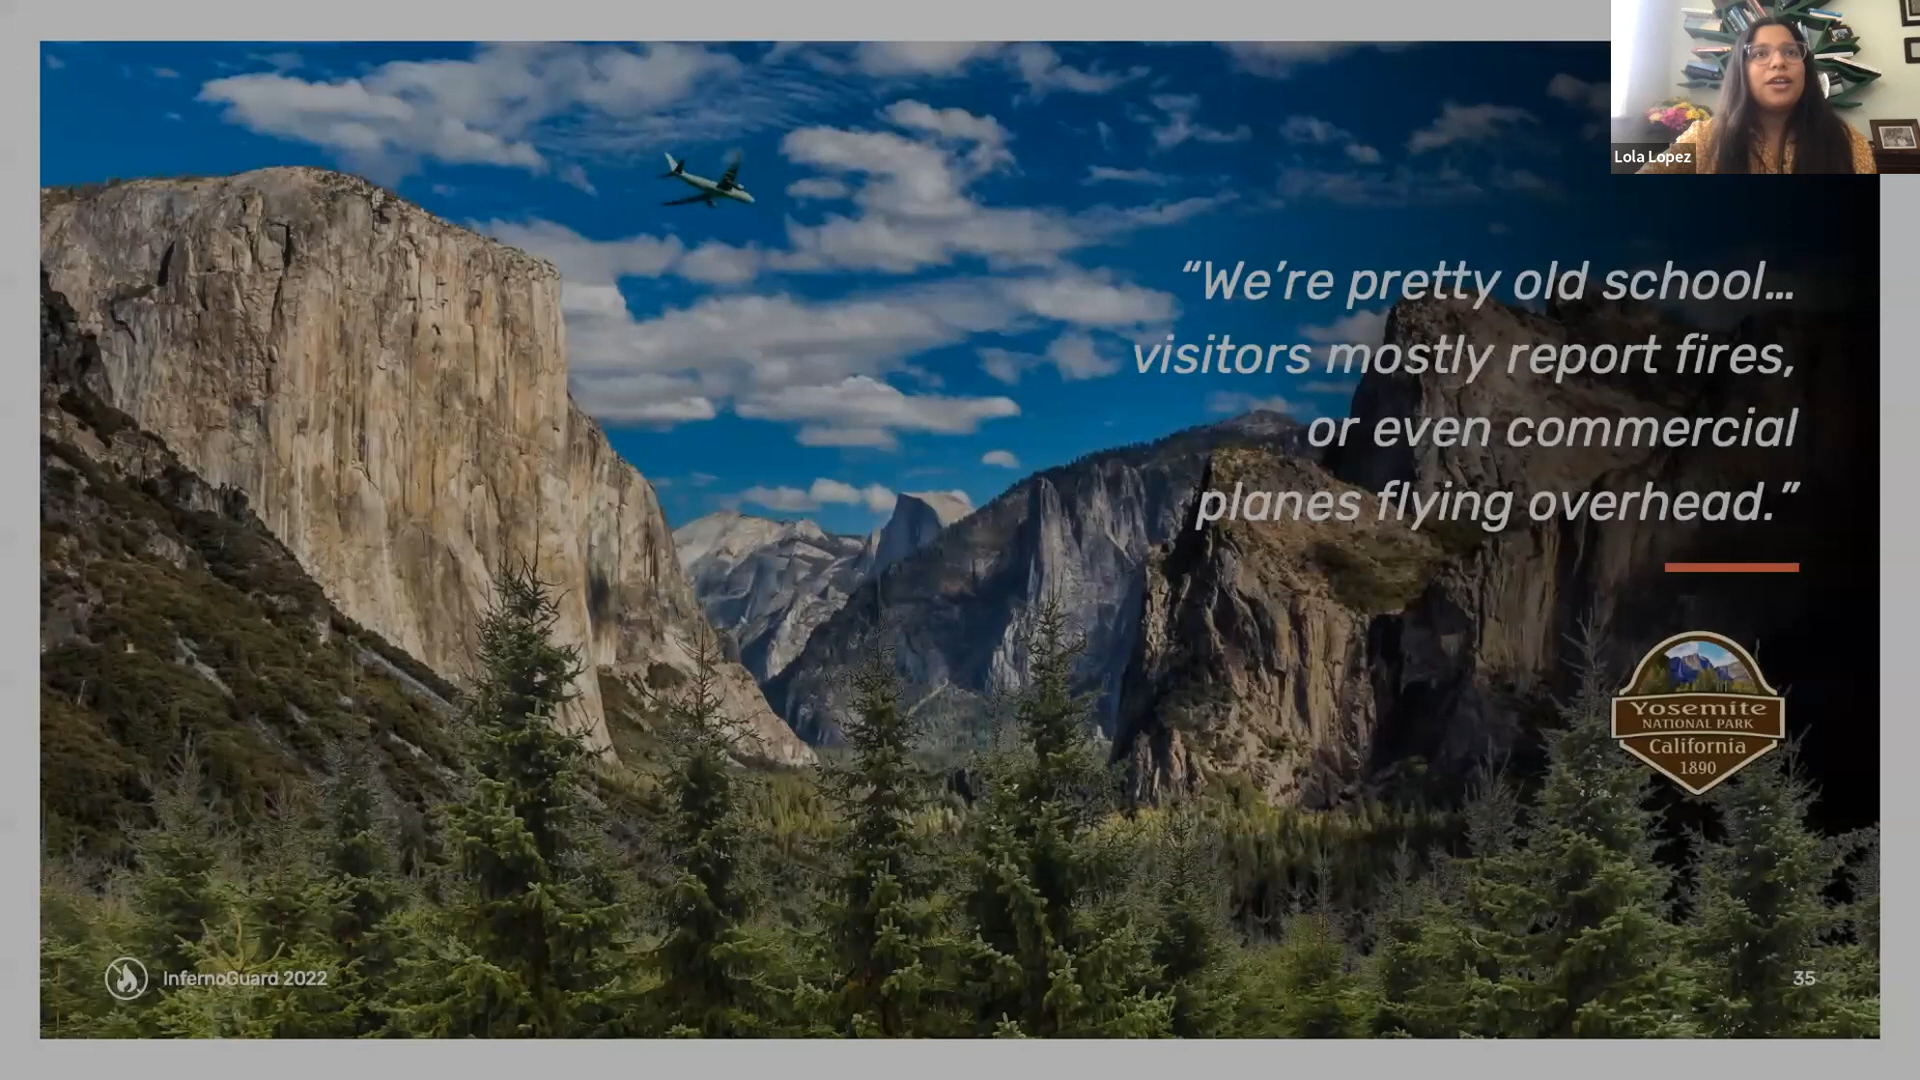 Lola Lopez
“We’re pretty old school...
visitors mostly report fires,
or even commercial
planes flying overhead.”
Yosemite
NATIONAL PARK
California
1890
InfernoGuard 2022
35